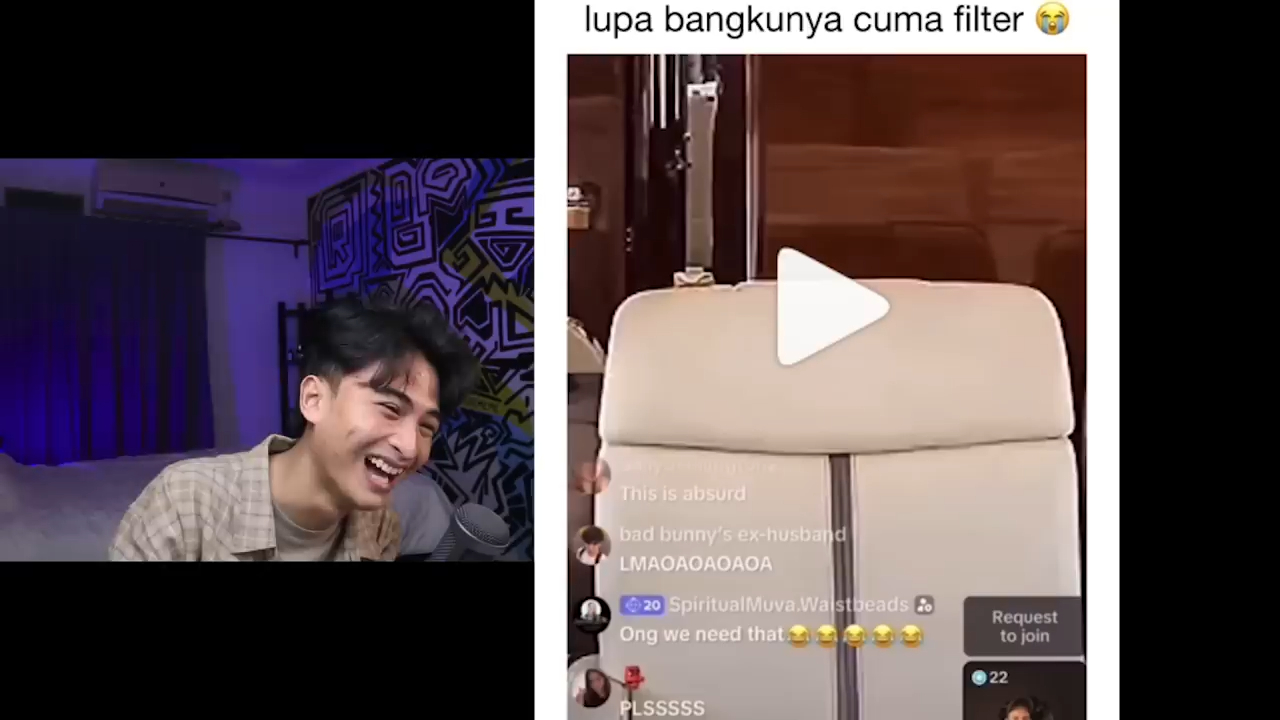 lupa bangkunya cuma filter 😭
This is absurd
bad bunny's ex-husband
LMAOAOAOAOA
20 SpiritualMuva.Waistbeads
Ong we need that 😂😂😂😂😂
Request
to join
22
PLSSSSS